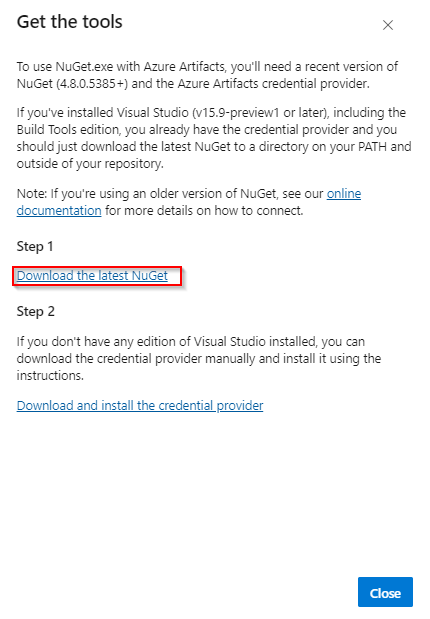 Get the tools
To use NuGet.exe with Azure Artifacts, you'll need a recent version of
NuGet (4.8.0.5385+) and the Azure Artifacts credential provider.
If you've installed Visual Studio (v15.9-preview1 or later), including the
Build Tools edition, you already have the credential provider and you
should just download the latest NuGet to a directory on your PATH and
outside of your repository.
Note: If you're using an older version of NuGet, see our online
documentation for more details on how to connect.
Step 1
Download the latest NuGet
Step 2
If you don't have any edition of Visual Studio installed, you can
download the credential provider manually and install it using the
instructions.
Download and install the credential provider
Close